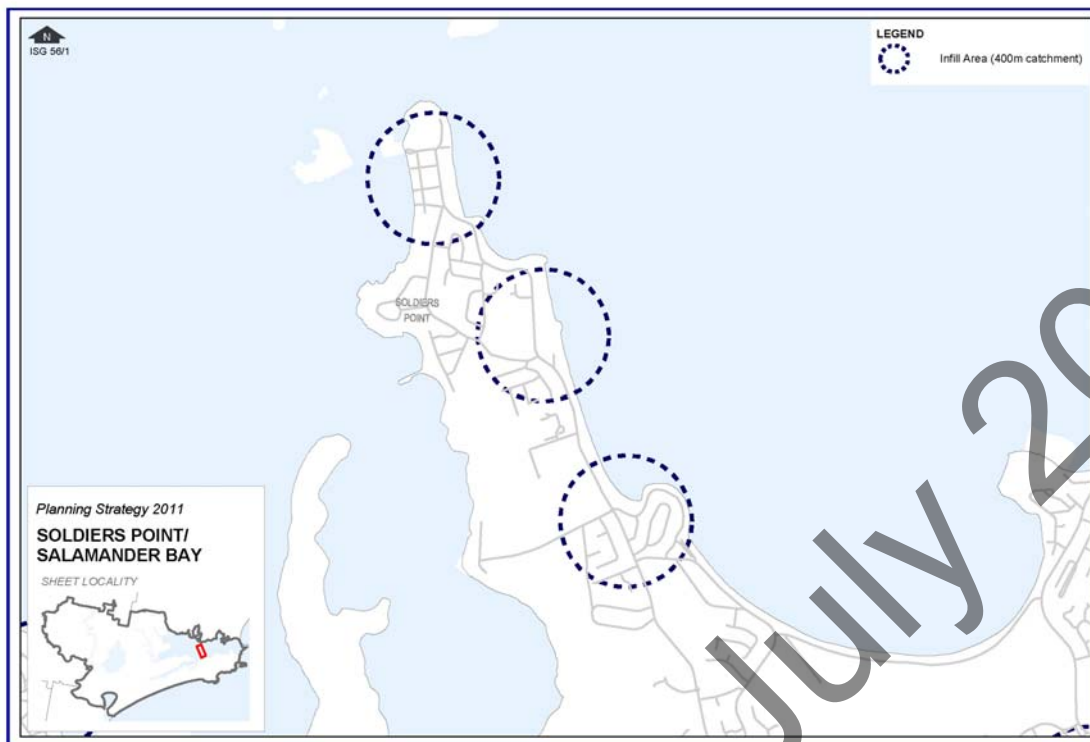 N
ISG 56/1
LEGEND
Infill Area (400m catchment)
SOLDIERS
POINT
Planning Strategy 2011
SOLDIERS POINT/
SALAMANDER BAY
SHEET LOCALITY
July